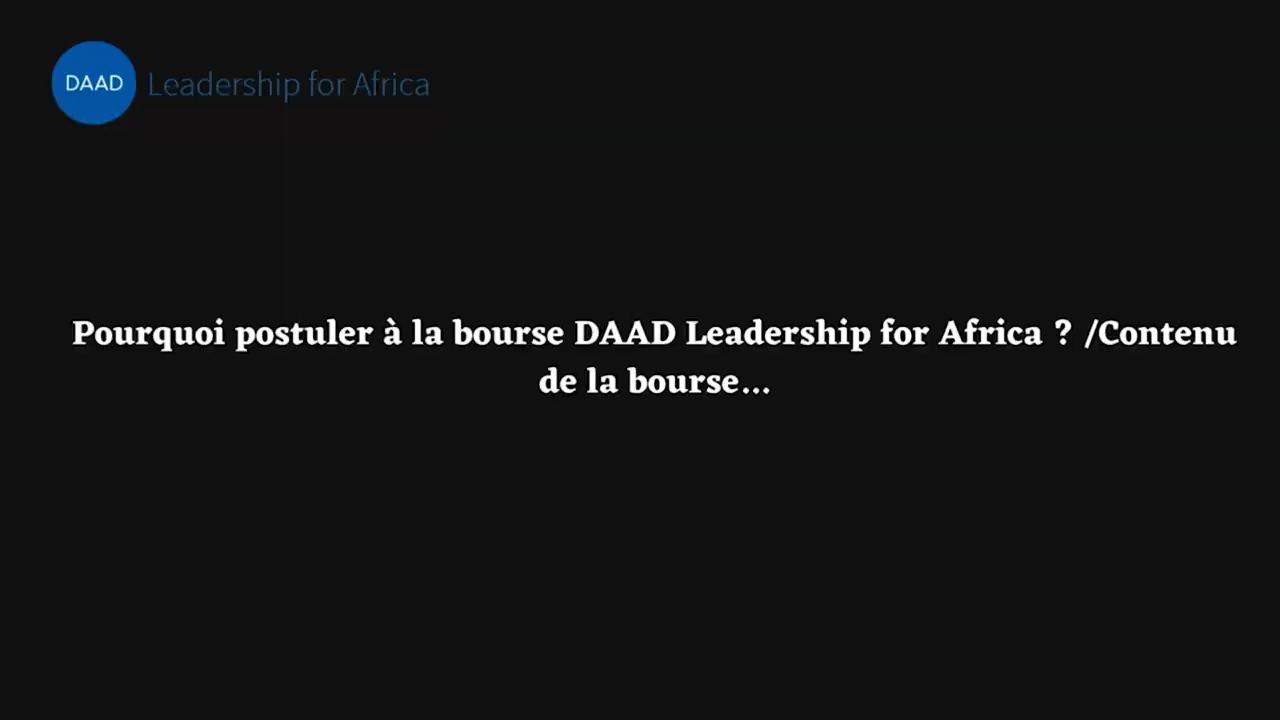 DAAD Leadership for Africa
Pourquoi postuler à la bourse DAAD Leadership for Africa ? /Contenu
de la bourse...